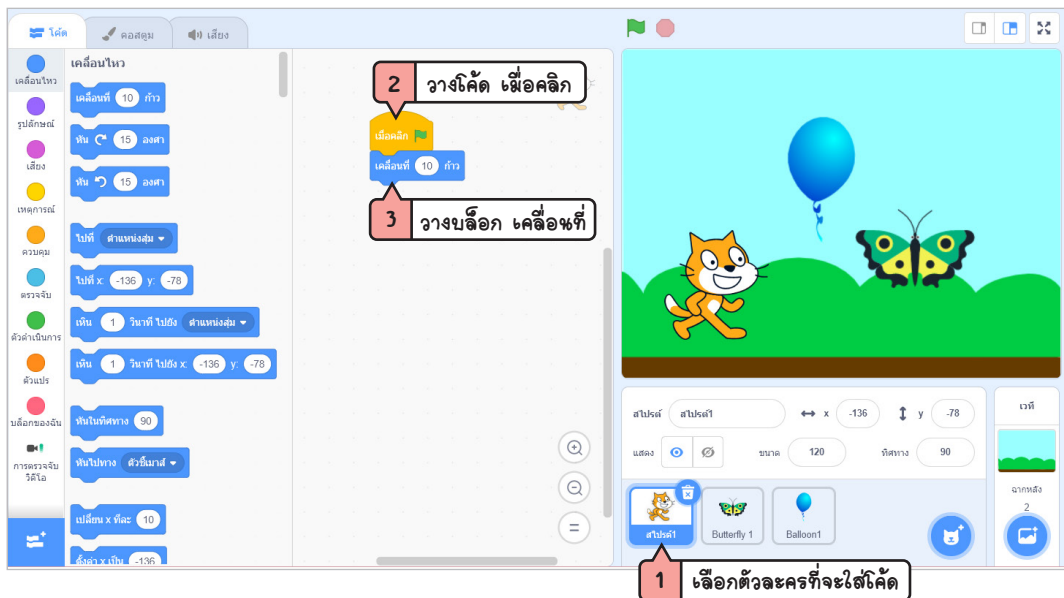 โค้ด
คอสตูม
เสียง
เคลื่อนไหว
รูปลักษณ์
เสียง
เหตุการณ์
ควบคุม
ตรวจจับ
ตัวดำเนินการ
ตัวแปร
บล็อกของฉัน
การตรวจจับ
วิดีโอ
เคลื่อนไหว
เคลื่อนที่ 10 ก้าว
หัน 15 องศา
หัน 15 องศา
ไปที่ ตำแหน่งสุ่ม
ไปที่ x: -136 y: -78
เห็น 1 วินาที ไปยัง ตำแหน่งสุ่ม
เห็น 1 วินาที ไปยัง x: -136 y: -78
หันในทิศทาง 90
หันไปทาง ตัวชี้เมาส์
เปลี่ยน x ทีละ 10
ตั้งค่า x เป็น -136
2 วางโค้ด เมื่อคลิก
เมื่อคลิก
เคลื่อนที่ 10 ก้าว
3 วางบล็อก เคลื่อนที่
สไปรต์ สไปรต์1 x -136 y -78
แสดง ขนาด 120 ทิศทาง 90
สไปรต์1 Butterfly 1 Balloon1
เวที
ฉากหลัง
2
1 เลือกตัวละครที่จะใส่โค้ด